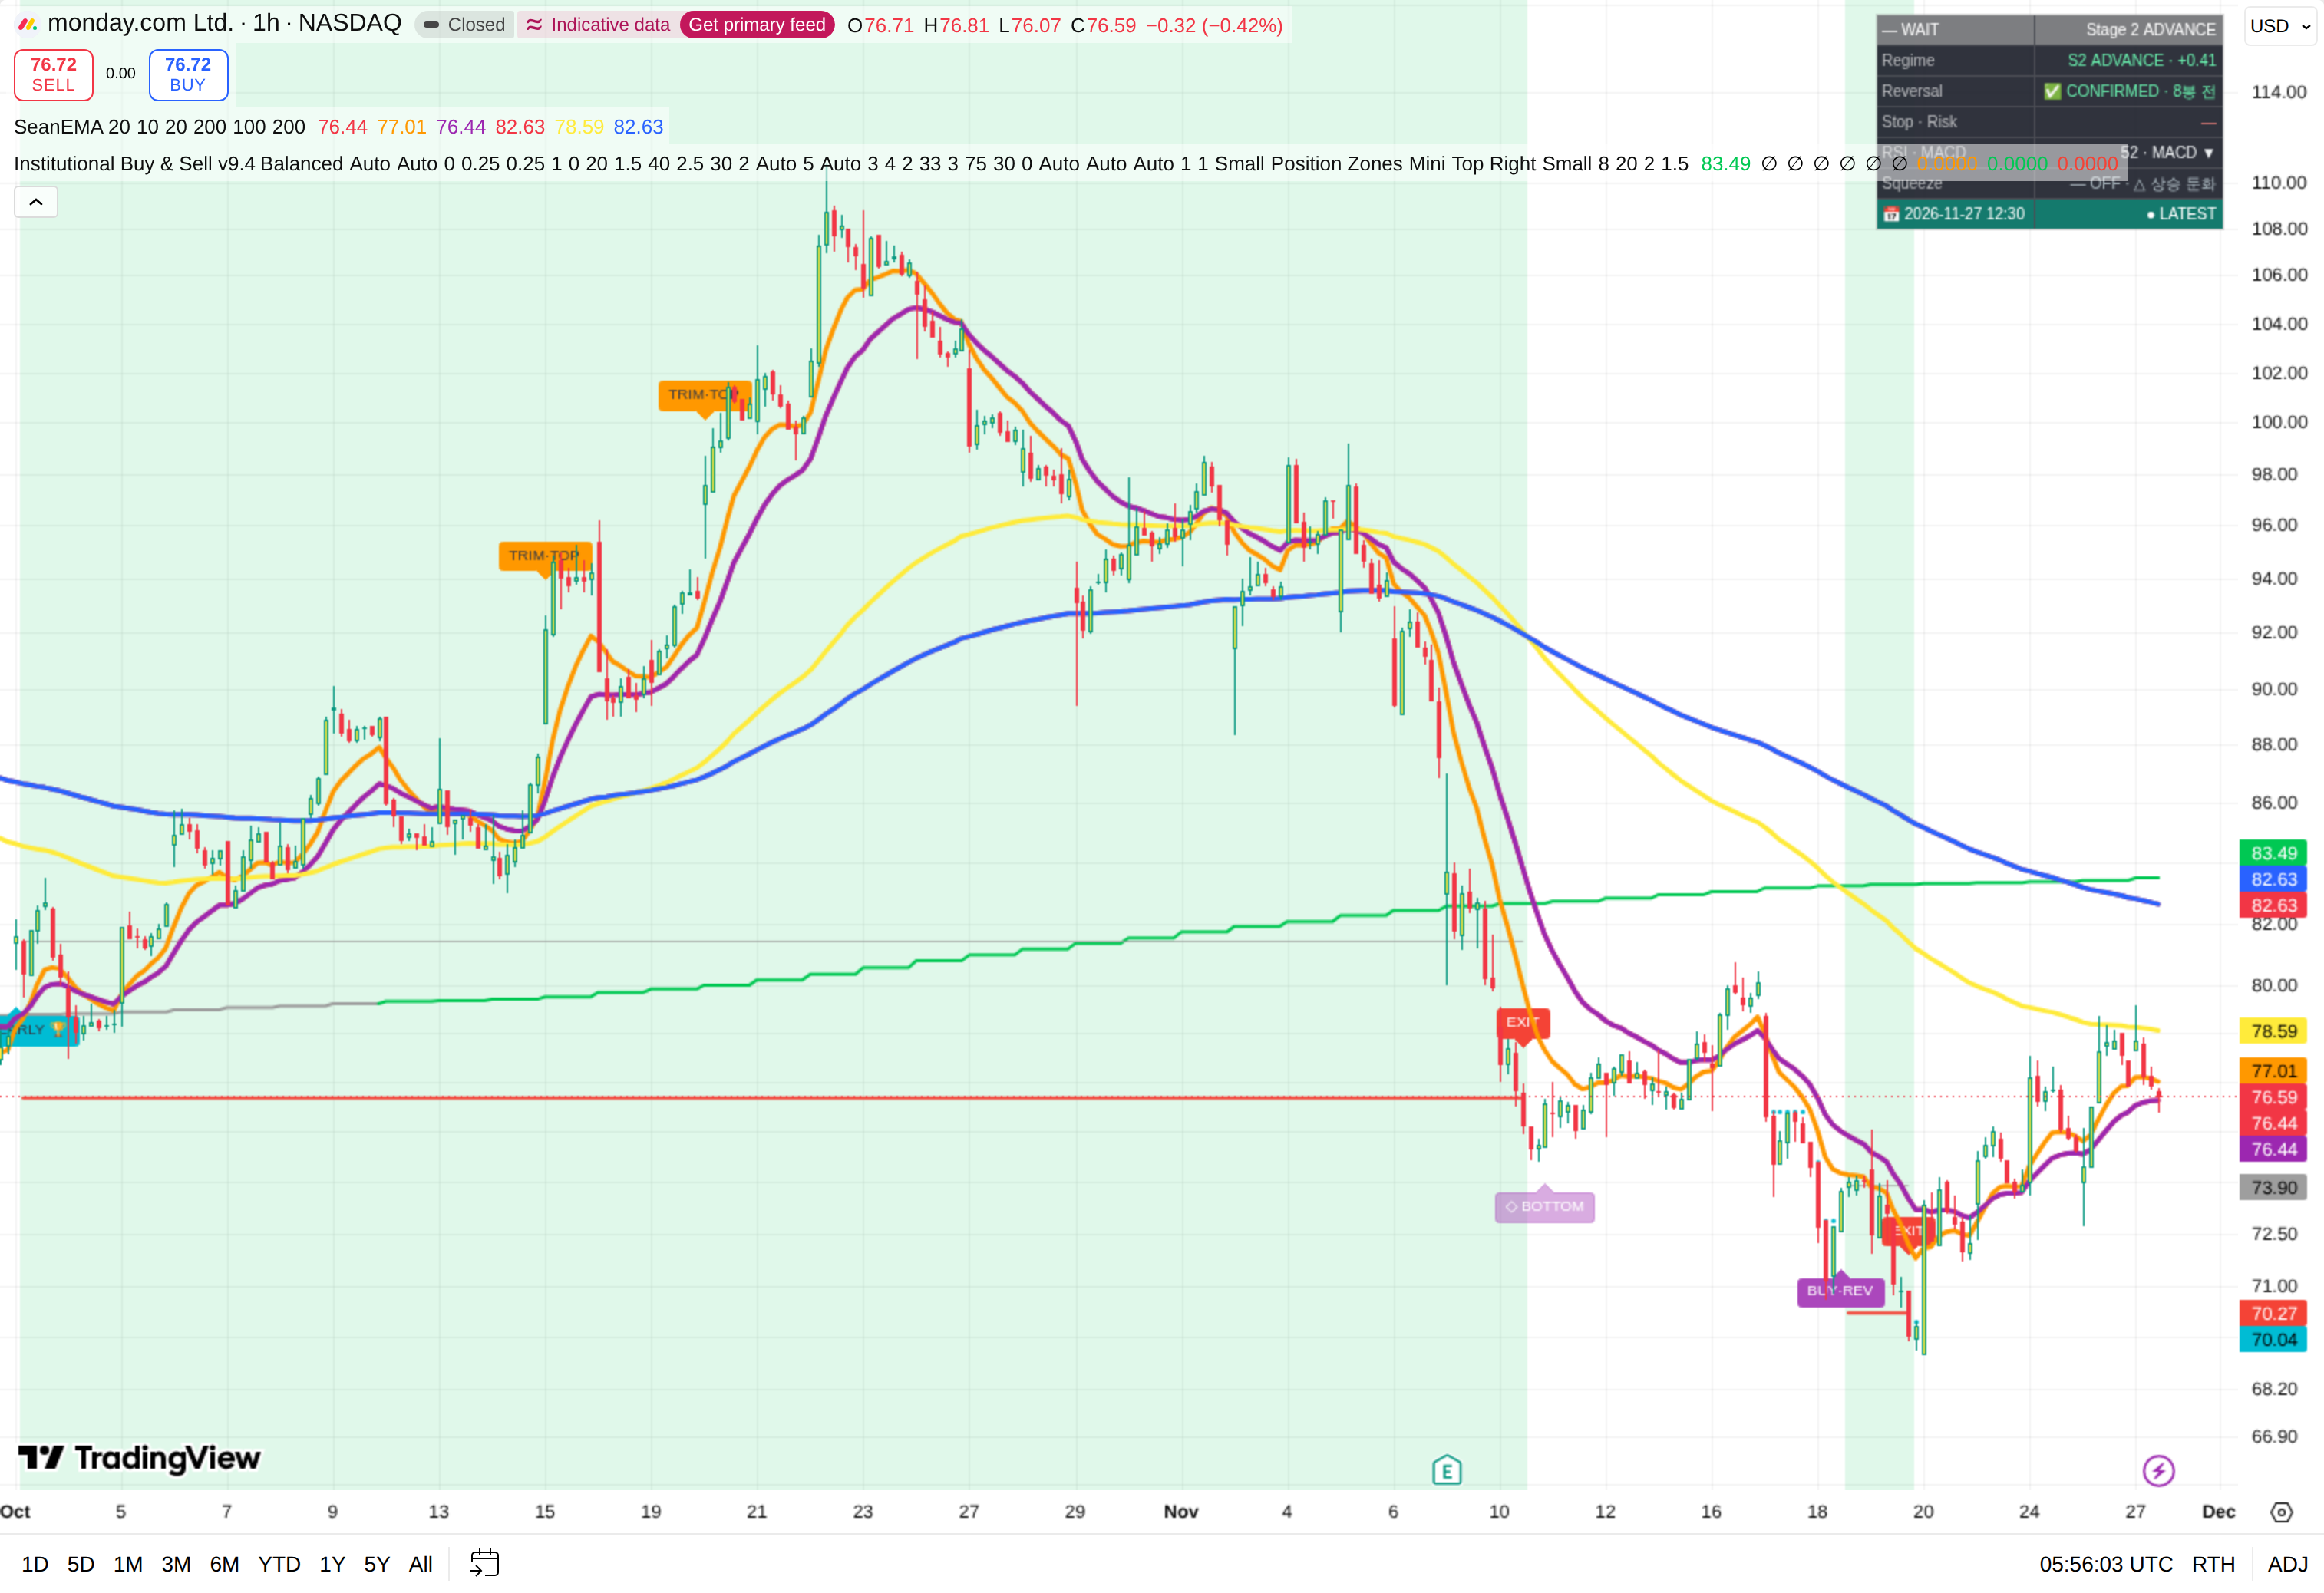 monday.com Ltd. · 1h · NASDAQ Closed Indicative data Get primary feed O76.71 H76.81 L76.07 C76.59 −0.32 (−0.42%)
76.72 SELL
0.00
76.72 BUY
SeanEMA 20 10 20 200 100 200 76.44 77.01 76.44 82.63 78.59 82.63
Institutional Buy & Sell v9.4 Balanced Auto Auto 0 0.25 0.25 1 0 20 1.5 40 2.5 30 2 Auto 5 Auto 3 4 2 33 3 75 30 0 Auto Auto Auto 1 1 Small Position Zones Mini Top Right Small 8 20 2 1.5 83.49 ∅ ∅ ∅ ∅ ∅ ∅ 0.0000 0.0000 0.0000
— WAIT Stage 2 ADVANCE
Regime S2 ADVANCE · +0.41
Reversal ✅ CONFIRMED · 8봉 전
Stop · Risk —
RSI · MACD 52 · MACD ▼
Squeeze — OFF · △ 상승 둔화
📅 2026-11-27 12:30 ● LATEST
USD
114.00
110.00
108.00
106.00
104.00
102.00
100.00
98.00
96.00
94.00
92.00
90.00
88.00
86.00
83.49
82.63
82.63
82.00
80.00
78.59
77.01
76.59
76.44
76.44
73.90
72.50
71.00
70.27
70.04
68.20
66.90
TRIM-TOP
TRIM-TOP
RLY
EXIT
◇ BOTTOM
EXIT
BUY-REV
TradingView
E
Oct 5 7 9 13 15 19 21 23 27 29 Nov 4 6 10 12 16 18 20 24 27 Dec
1D 5D 1M 3M 6M YTD 1Y 5Y All
05:56:03 UTC RTH ADJ